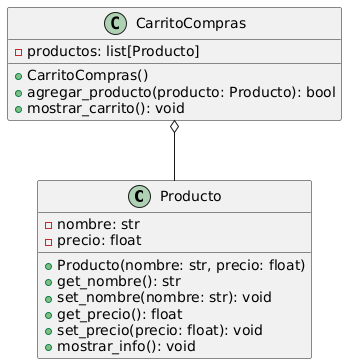 C CarritoCompras
productos: list[Producto]
CarritoCompras()
agregar_producto(producto: Producto): bool
mostrar_carrito(): void
C Producto
nombre: str
precio: float
Producto(nombre: str, precio: float)
get_nombre(): str
set_nombre(nombre: str): void
get_precio(): float
set_precio(precio: float): void
mostrar_info(): void